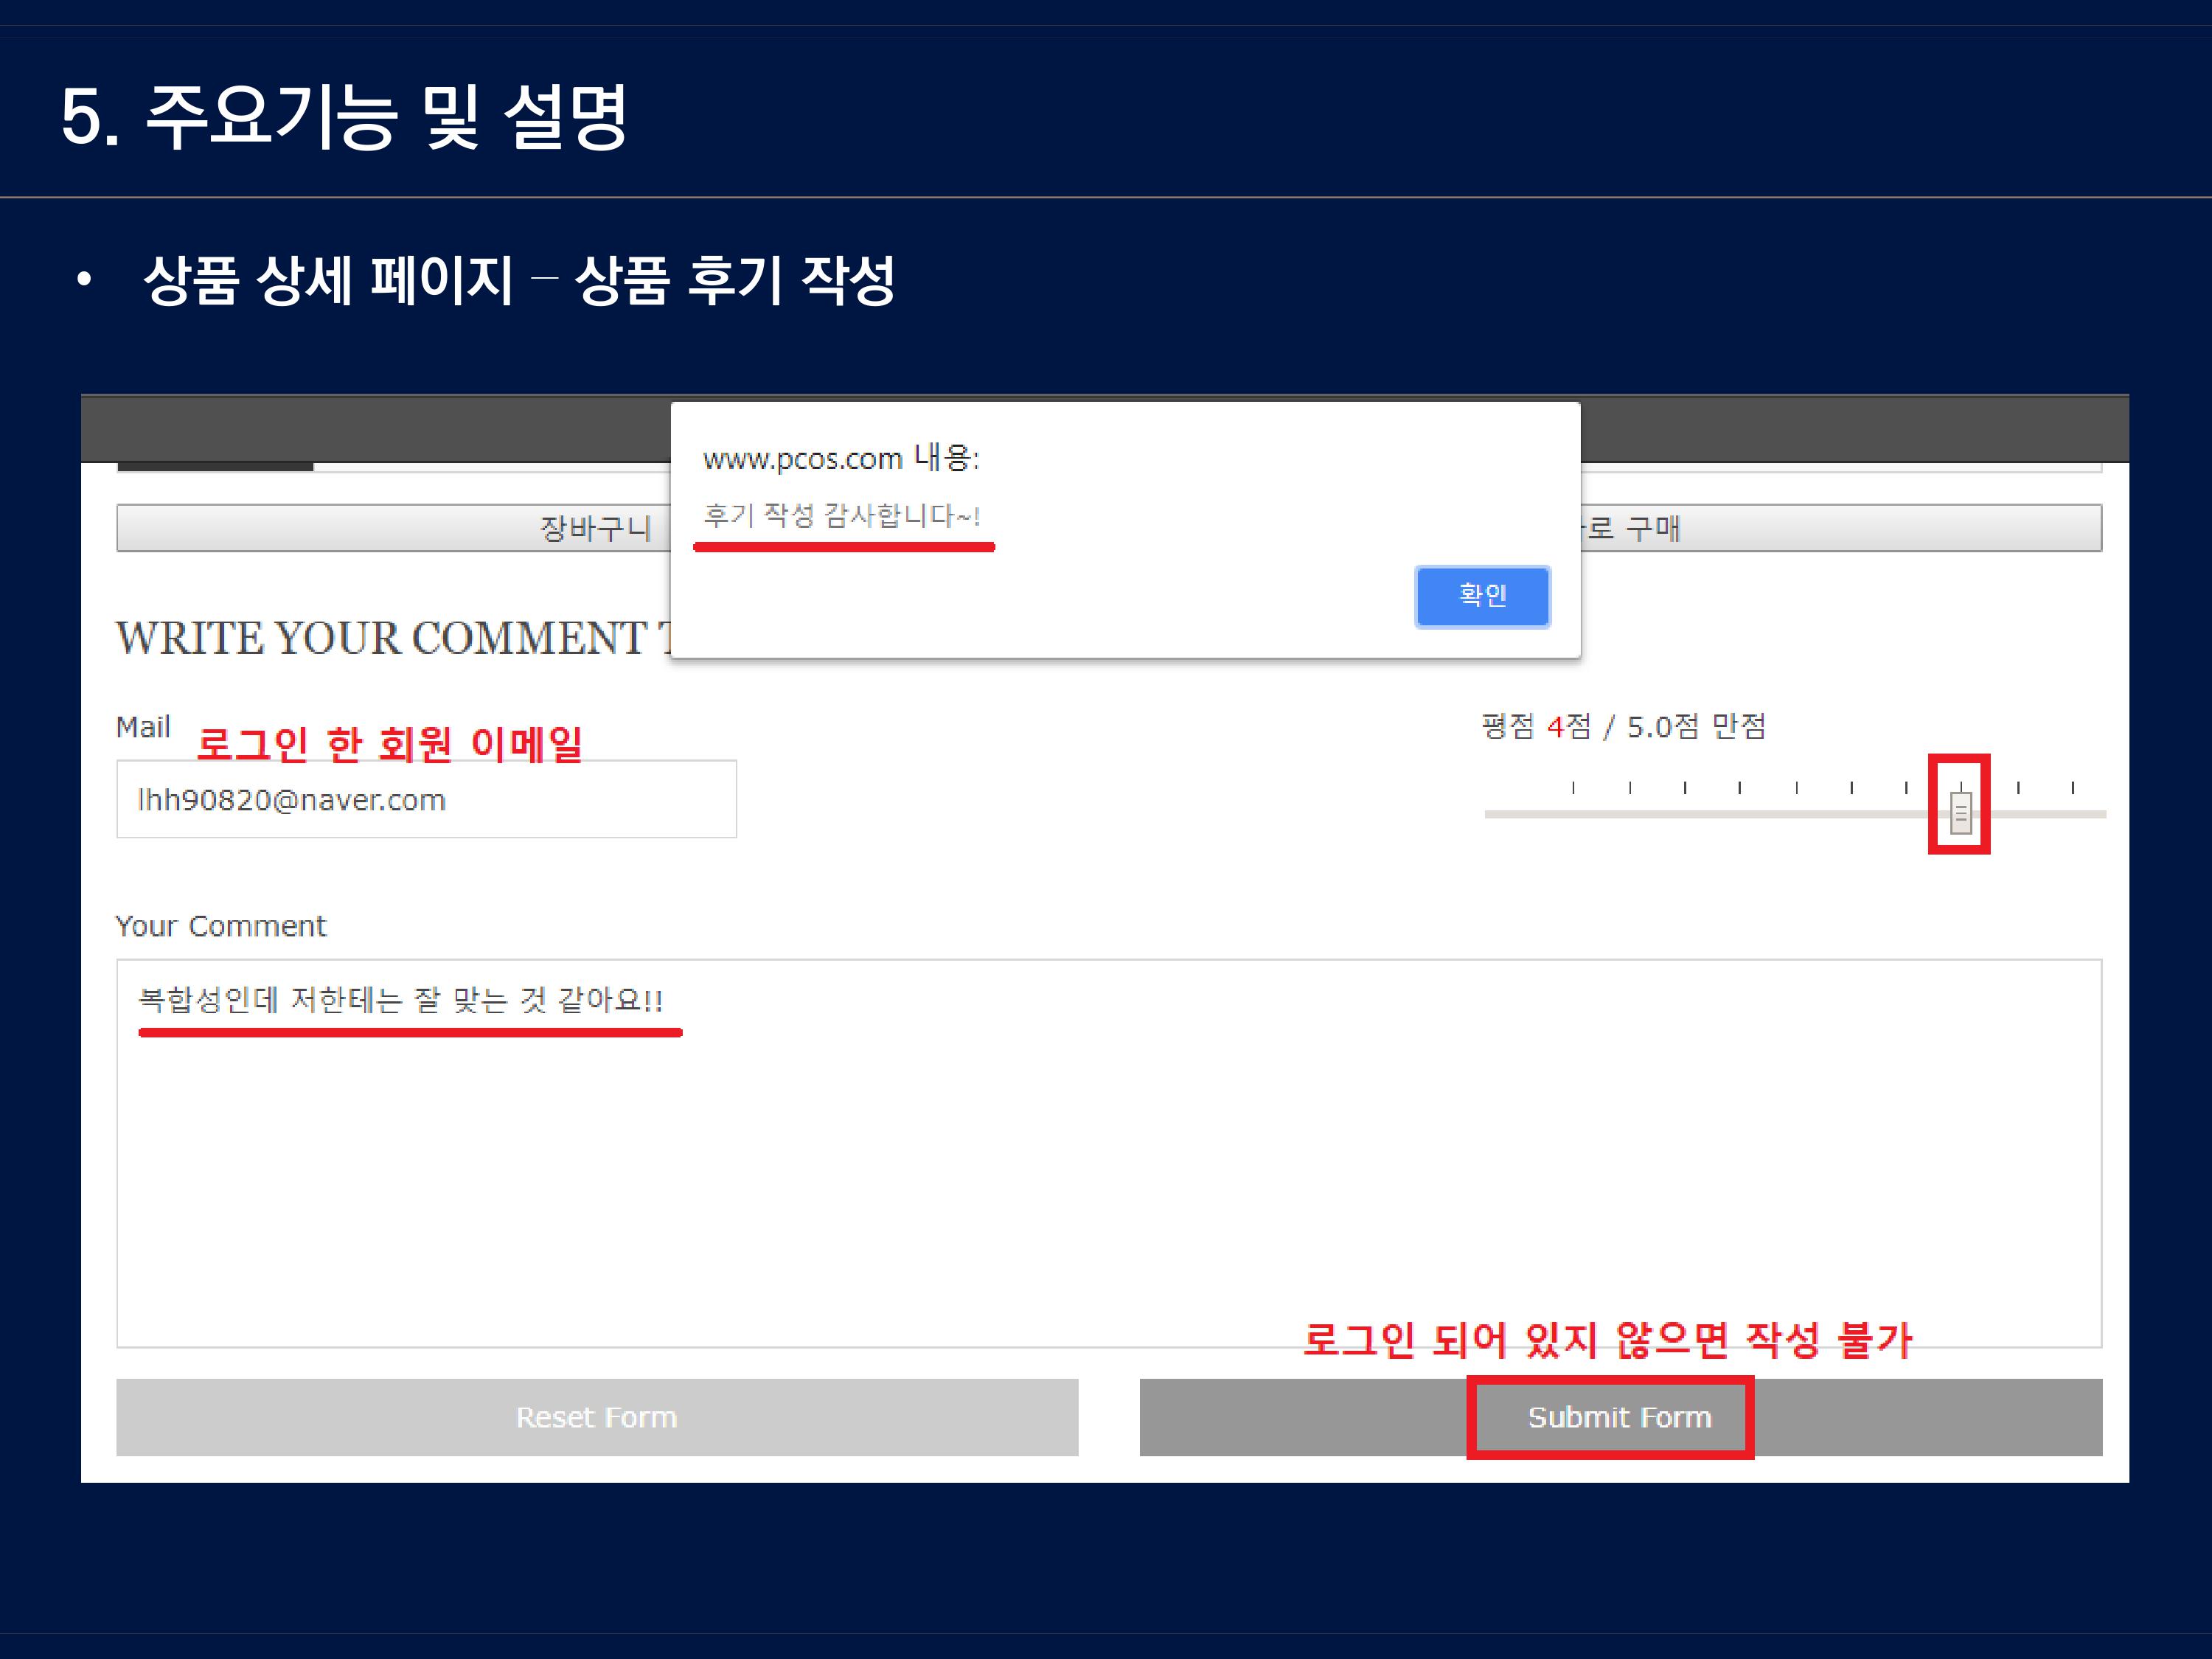 5. 주요기능 및 설명
• 상품 상세 페이지 – 상품 후기 작성
www.pcos.com 내용:
후기 작성 감사합니다~!
확인
장바구니
로 구매
WRITE YOUR COMMENT
Mail
로그인 한 회원 이메일
lhh90820@naver.com
평점 4점 / 5.0점 만점
Your Comment
복합성인데 저한테는 잘 맞는 것 같아요!!
로그인 되어 있지 않으면 작성 불가
Reset Form
Submit Form